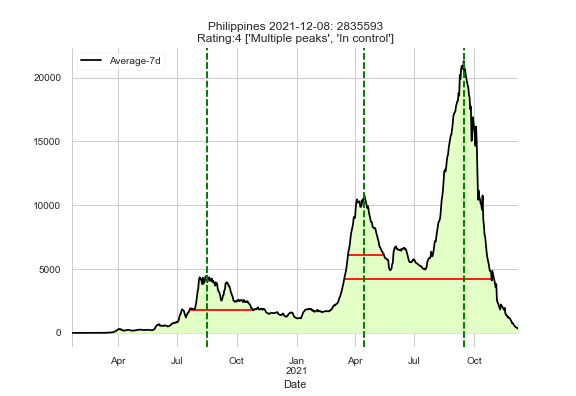 Philippines 2021-12-08: 2835593
Rating:4 ['Multiple peaks', 'In control']
Average-7d
20000
15000
10000
5000
0
Apr Jul Oct Jan Apr Jul Oct
2021
Date